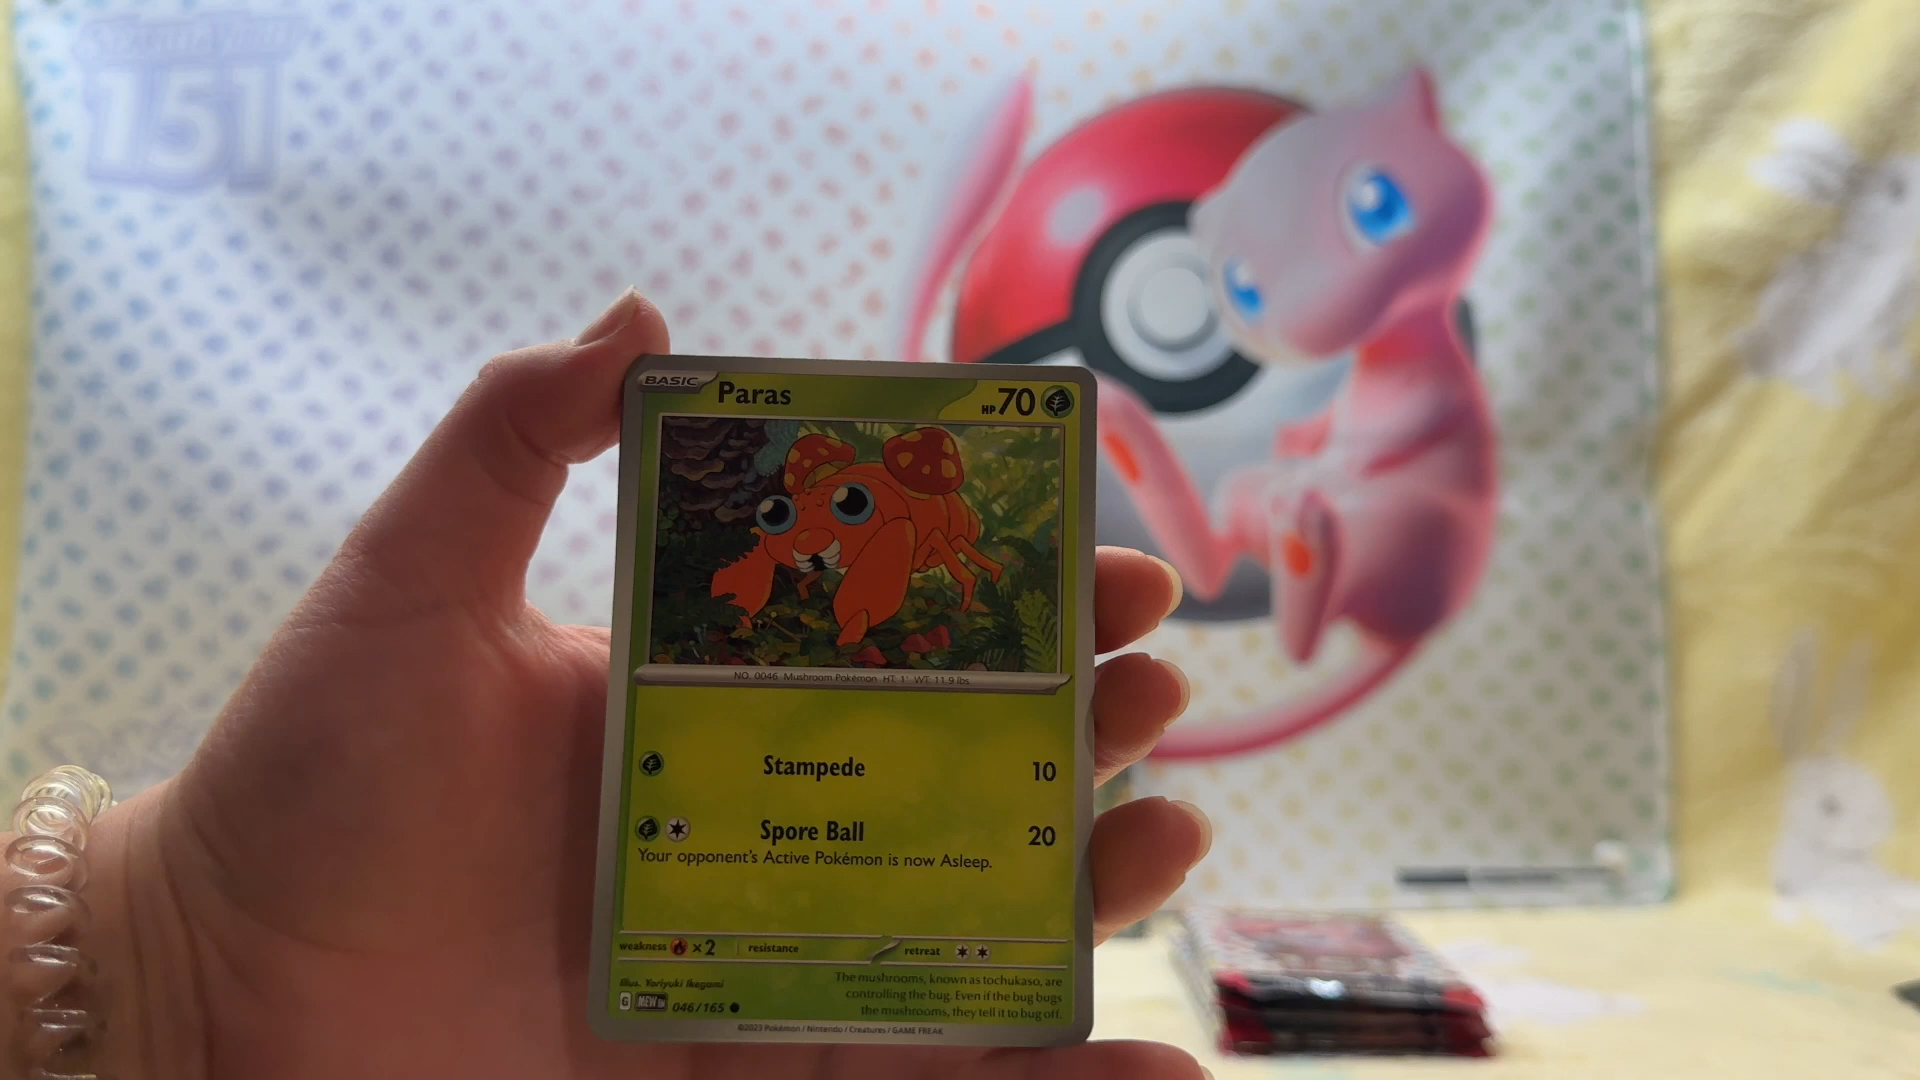 151
BASIC
Paras
HP 70
NO. 0046 Mushroom Pokémon HT: 1' WT: 11.9 lbs.
Stampede 10
Spore Ball 20
Your opponent's Active Pokémon is now Asleep.
weakness ×2 resistance retreat
Illus. Yoriyuki Ikegami
The mushrooms, known as tochukaso, are
controlling the bug. Even if the bug bugs
the mushrooms, they tell it to bug off.
G MEW EN 046/165
©2023 Pokémon / Nintendo / Creatures / GAME FREAK